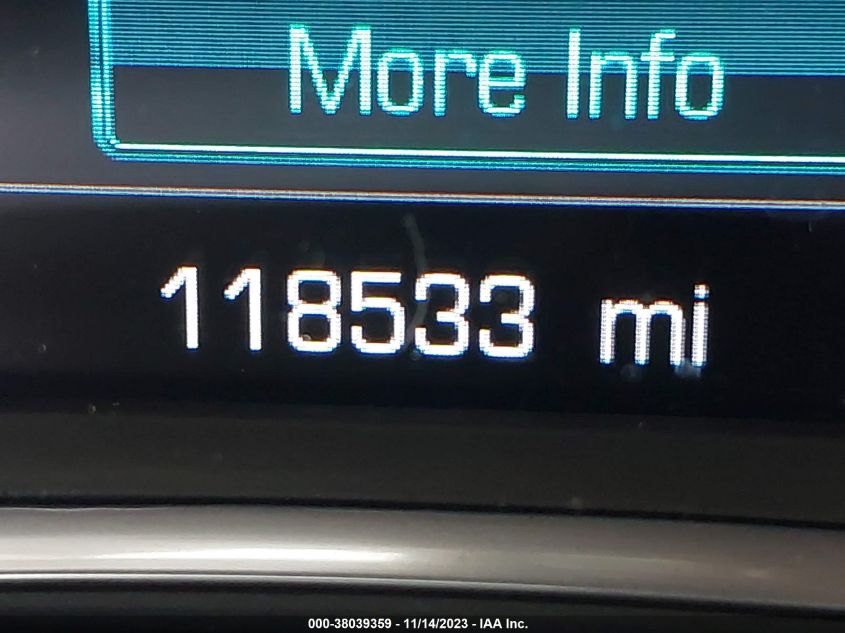 More Info
118533 mi
000-38039359 - 11/14/2023 - IAA Inc.